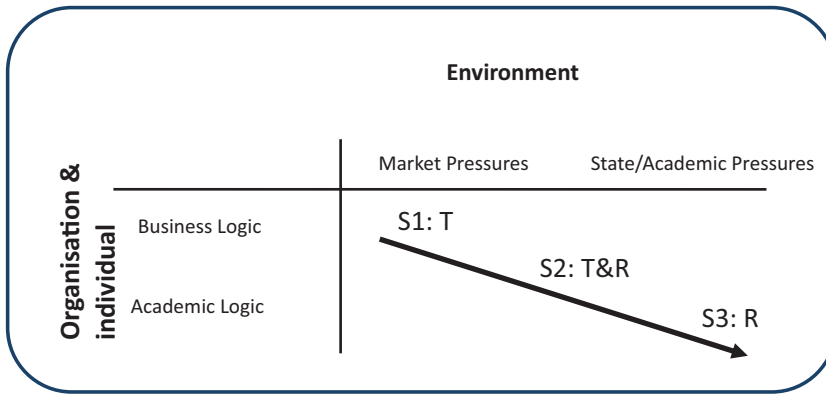 Environment
Market Pressures
State/Academic Pressures
Organisation &
individual
Business Logic
S1: T
S2: T&R
Academic Logic
S3: R